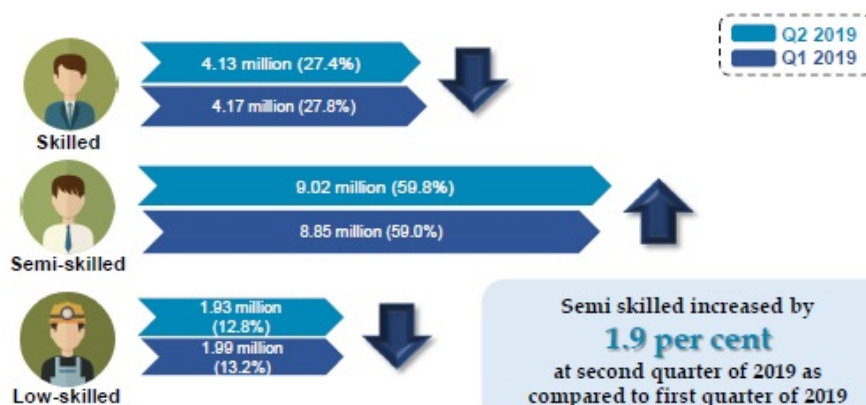 Q2 2019
Q1 2019
4.13 million (27.4%)
4.17 million (27.8%)
Skilled
9.02 million (59.8%)
8.85 million (59.0%)
Semi-skilled
1.93 million
(12.8%)
1.99 million
(13.2%)
Low-skilled
Semi skilled increased by
1.9 per cent
at second quarter of 2019 as
compared to first quarter of 2019